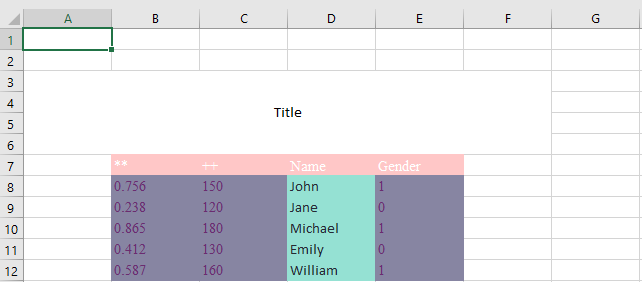 A B C D E F G
1
2
3
4
Title
5
6
7 ** ++ Name Gender
8 0.756 150 John 1
9 0.238 120 Jane 0
10 0.865 180 Michael 1
11 0.412 130 Emily 0
12 0.587 160 William 1